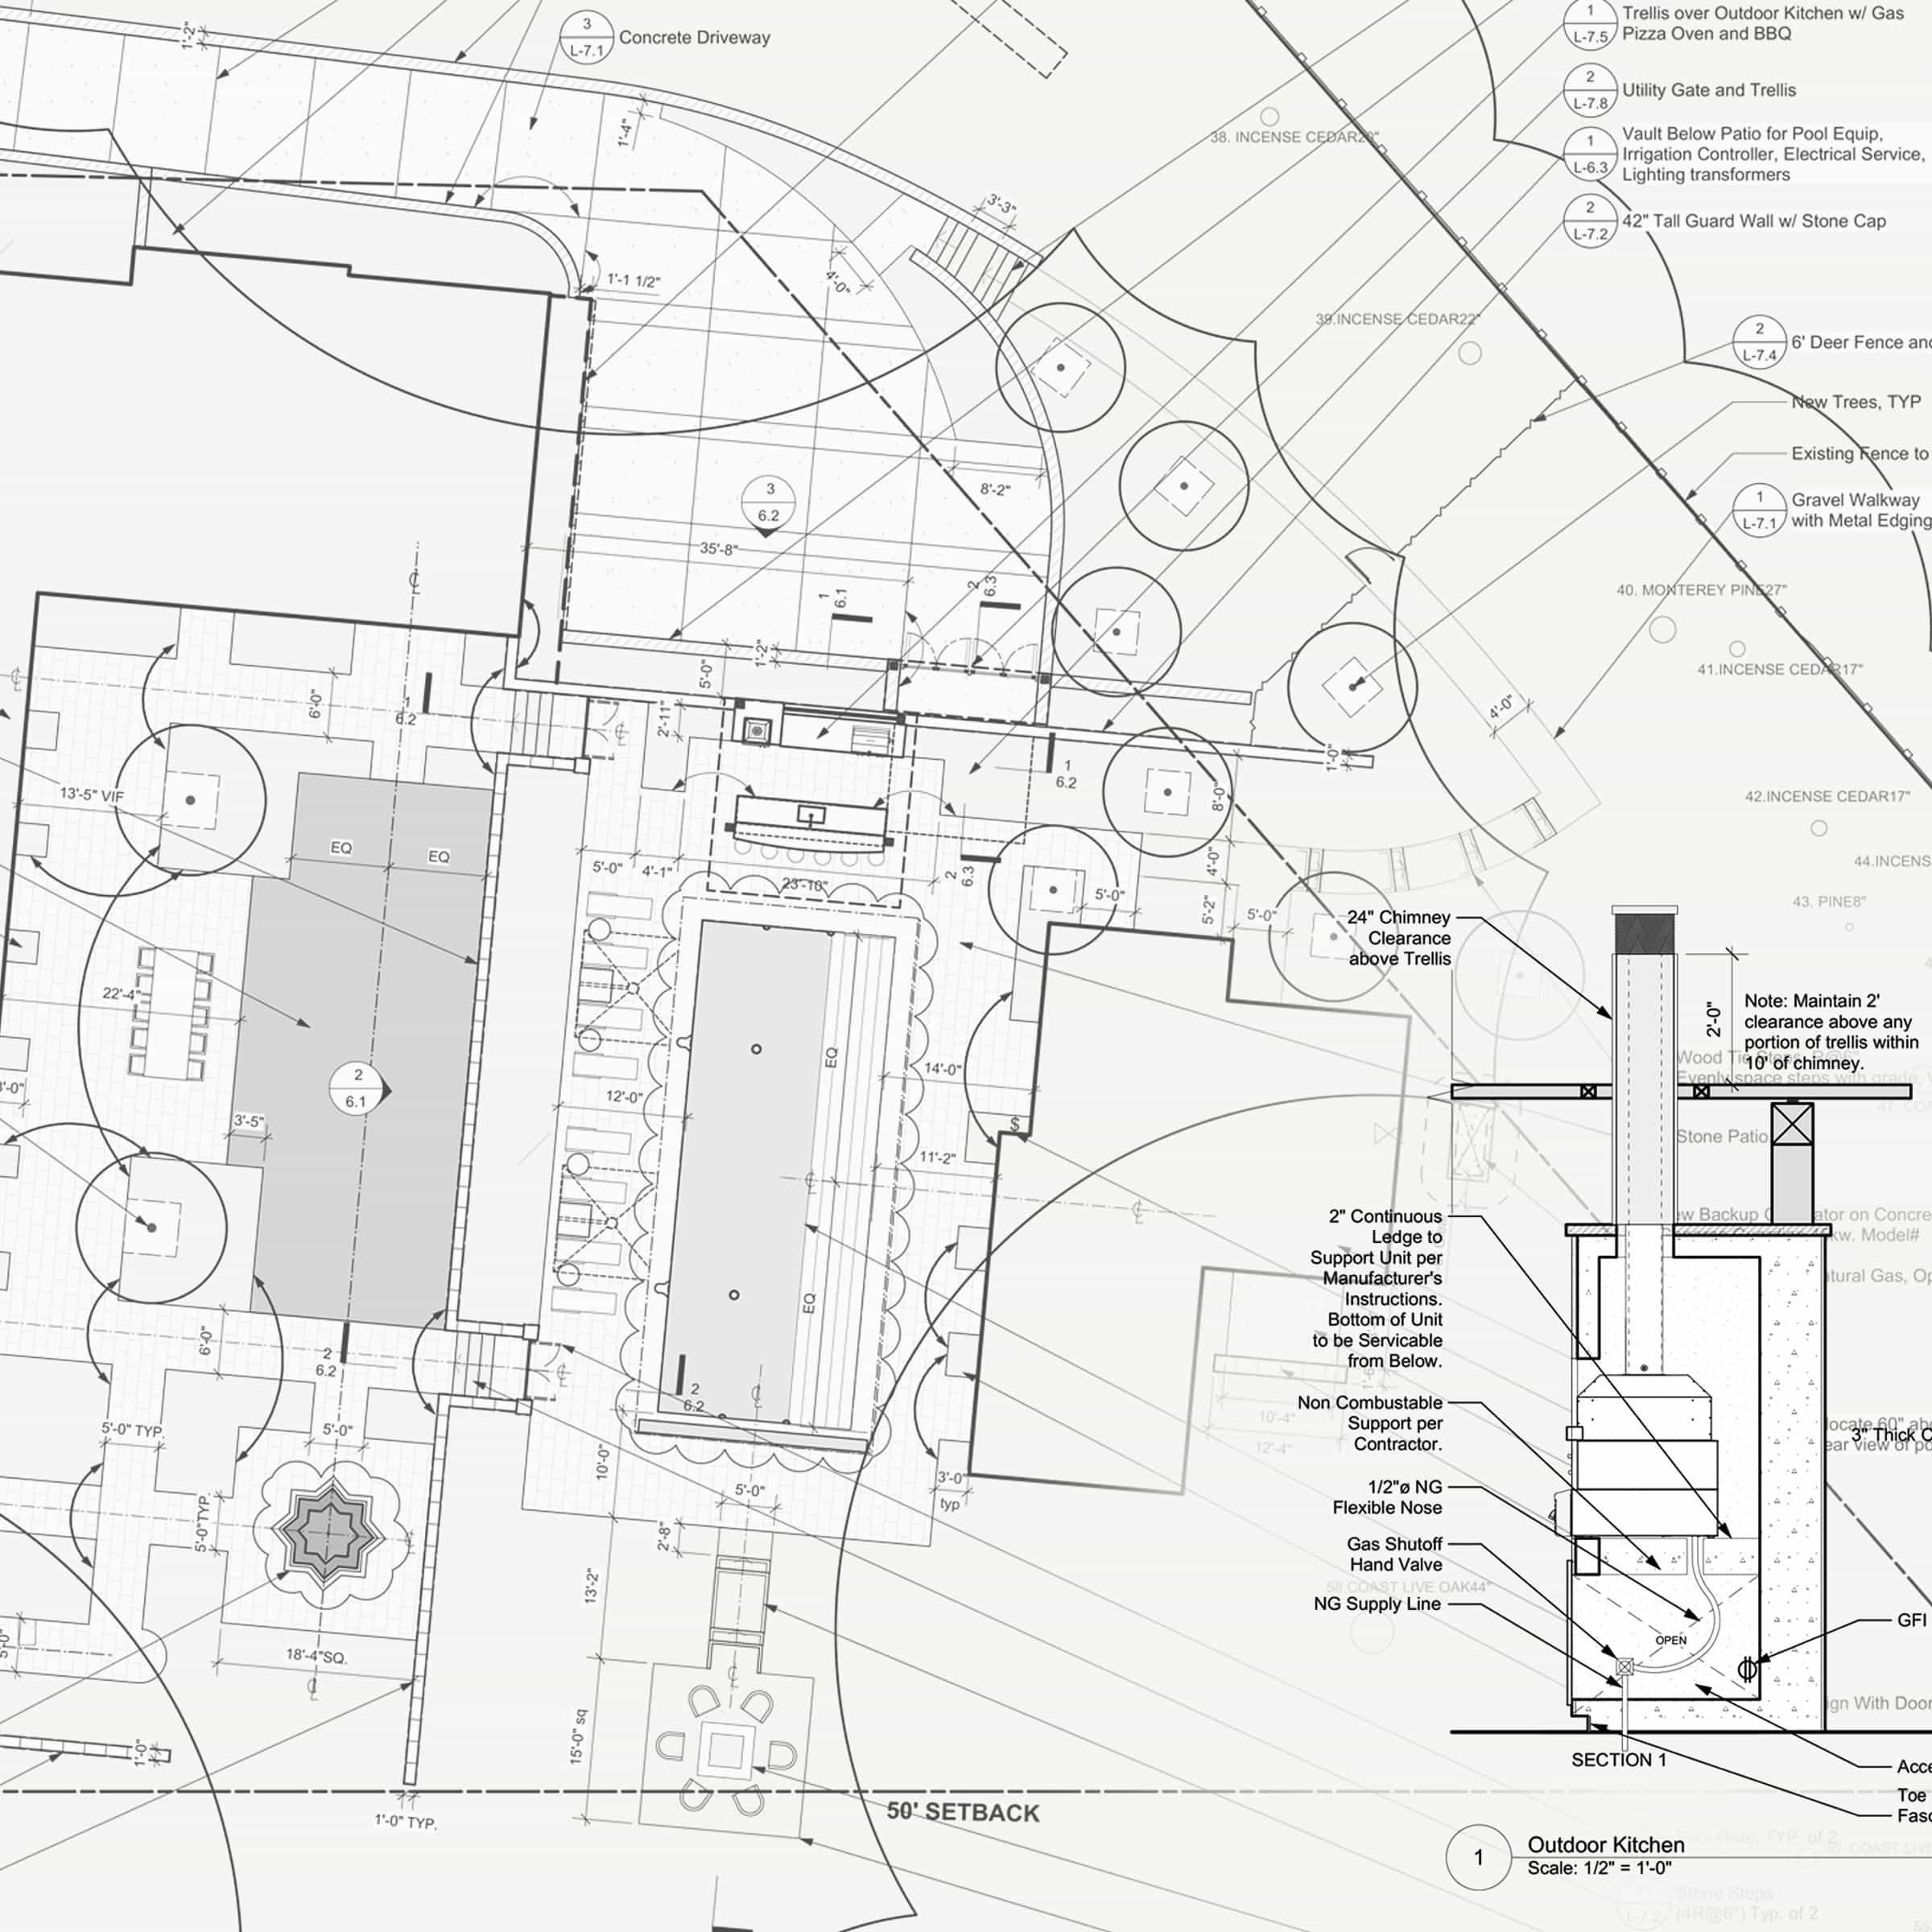 3
L-7.1
Concrete Driveway
1
L-7.5
Trellis over Outdoor Kitchen w/ Gas
Pizza Oven and BBQ
2
L-7.8
Utility Gate and Trellis
1
L-6.3
Vault Below Patio for Pool Equip,
Irrigation Controller, Electrical Service,
Lighting transformers
2
L-7.2
42" Tall Guard Wall w/ Stone Cap
2
L-7.4
6' Deer Fence and
New Trees, TYP
Existing Fence to
1
L-7.1
Gravel Walkway
with Metal Edging
1'-2"
1'-4"
38. INCENSE CEDAR20"
3'-3"
1'-1 1/2"
4'-0"
39.INCENSE CEDAR22"
3
6.2
8'-2"
35'-8"
1
6.1
2
6.3
40. MONTEREY PINE27"
41.INCENSE CEDAR17"
1'-2"
5'-0"
6'-0"
1
6.2
2'-11"
4'-0"
1'-0"
1
6.2
13'-5" VIF
8'-0"
42.INCENSE CEDAR17"
EQ
EQ
5'-0"
4'-1"
23'-10"
2
6.3
4'-0"
44.INCENS
5'-0"
5'-2"
5'-0"
43. PINE8"
24" Chimney
Clearance
above Trellis
2'-0"
Note: Maintain 2'
clearance above any
portion of trellis within
10' of chimney.
22'-4"
EQ
14'-0"
Wood Tie Steps, R@6"
Evenly space steps with grade,
2
6.1
12'-0"
3'-5"
$
Stone Patio
11'-2"
2" Continuous
Ledge to
Support Unit per
Manufacturer's
Instructions.
Bottom of Unit
to be Servicable
from Below.
ator on Concre
kw. Model#
tural Gas, Op
EQ
6'-0"
2
6.2
2
6.2
Non Combustable
Support per
Contractor.
10'-4"
12'-4"
locate 60" abo
3" Thick C
ear view of po
5'-0" TYP.
5'-0"
10'-0"
5'-0"
3'-0"
typ
1/2"ø NG
Flexible Nose
5'-0"TYP.
2'-8"
Gas Shutoff
Hand Valve
58.COAST LIVE OAK44"
NG Supply Line
13'-2"
OPEN
GFI
18'-4"SQ.
15'-0" sq
ign With Door
1'-0"
SECTION 1
Acce
Toe
Fasc
50' SETBACK
1'-0" TYP.
1
Outdoor Kitchen
Scale: 1/2" = 1'-0"
Stone Steps
(4R@6") Typ. of 2